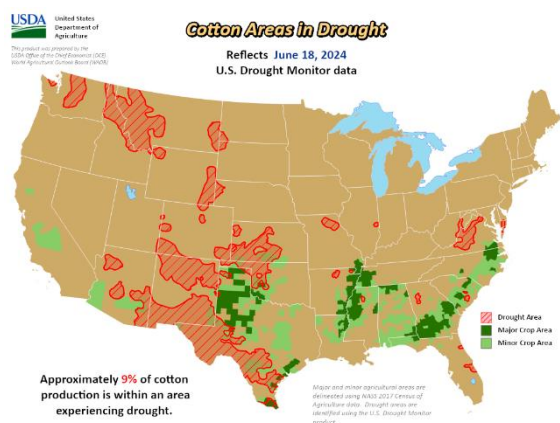 USDA
United States
Department of
Agriculture
This product was prepared by the
USDA Office of the Chief Economist (OCE)
World Agricultural Outlook Board (WAOB)
Cotton Areas in Drought
Reflects June 18, 2024
U.S. Drought Monitor data
Drought Area
Major Crop Area
Minor Crop Area
Approximately 9% of cotton
production is within an area
experiencing drought.
Major and minor agricultural areas are
delineated using NASS 2017 Census of
Agriculture data. Drought areas are
identified using the U.S. Drought Monitor
product.